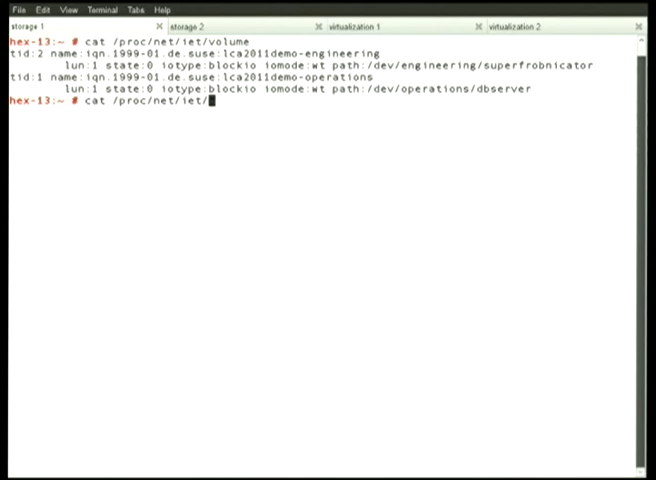 File Edit View Terminal Tabs Help
storage 1 storage 2 virtualization 1 virtualization 2
hex-13:~ # cat /proc/net/iet/volume
tid:2 name:iqn.1999-01.de.suse:lca2011demo-engineering
lun:1 state:0 iotype:blockio iomode:wt path:/dev/engineering/superfrobnicator
tid:1 name:iqn.1999-01.de.suse:lca2011demo-operations
lun:1 state:0 iotype:blockio iomode:wt path:/dev/operations/dbserver
hex-13:~ # cat /proc/net/iet/